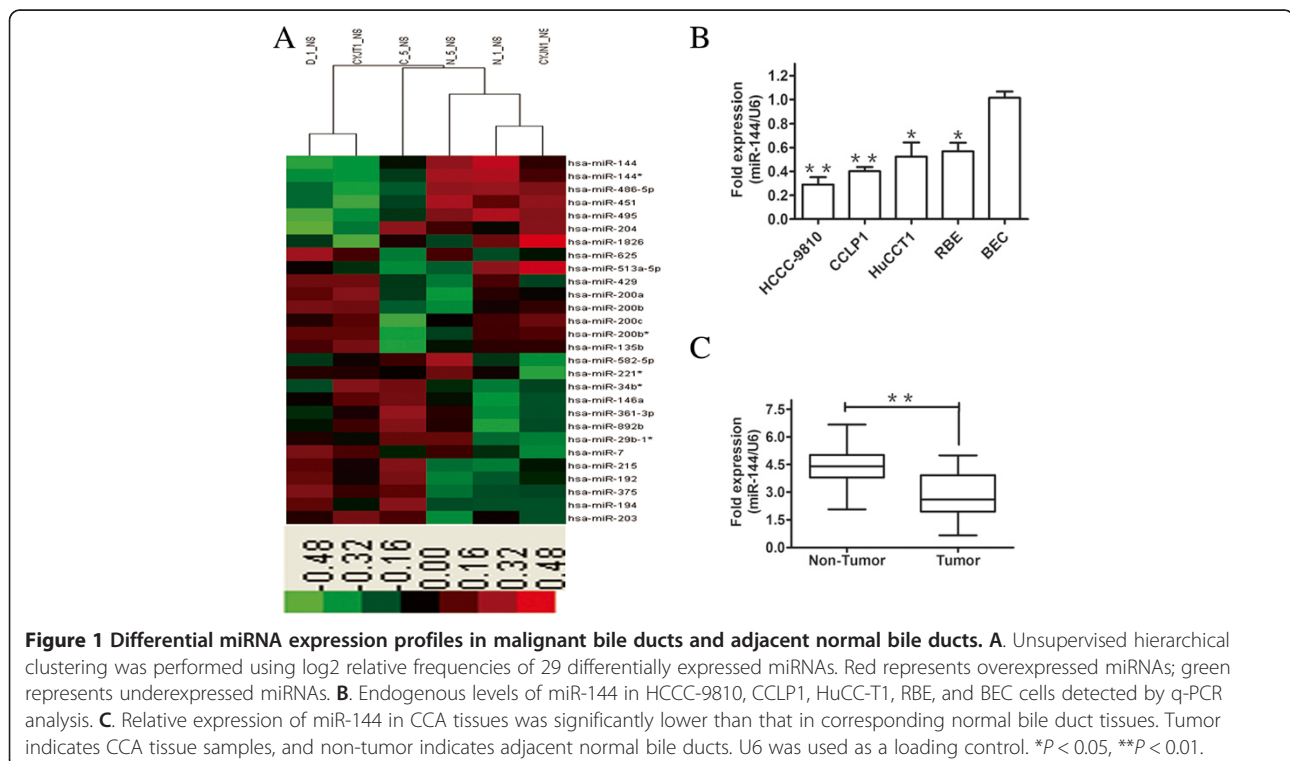 A
D_1_NS CYJT1_NS C_5_NS N_5_NS N_1_NS CYJN1_NS
hsa-miR-144
hsa-miR-144*
hsa-miR-486-5p
hsa-miR-451
hsa-miR-495
hsa-miR-204
hsa-miR-1826
hsa-miR-625
hsa-miR-513a-5p
hsa-miR-429
hsa-miR-200a
hsa-miR-200b
hsa-miR-200c
hsa-miR-200b*
hsa-miR-135b
hsa-miR-582-5p
hsa-miR-221*
hsa-miR-34b*
hsa-miR-146a
hsa-miR-361-3p
hsa-miR-892b
hsa-miR-29b-1*
hsa-miR-7
hsa-miR-215
hsa-miR-192
hsa-miR-375
hsa-miR-194
hsa-miR-203
-0.48 -0.32 -0.16 0.00 0.16 0.32 0.48
B
Fold expression
(miR-144/U6)
1.2
1.0
0.8
0.6
0.4
0.2
0.0
** ** * *
HCCC-9810 CCLP1 HuCCT1 RBE BEC
C
Fold expression
(miR-144/U6)
7.5
6.0
4.5
3.0
1.5
0.0
**
Non-Tumor Tumor
Figure 1 Differential miRNA expression profiles in malignant bile ducts and adjacent normal bile ducts. A. Unsupervised hierarchical
clustering was performed using log2 relative frequencies of 29 differentially expressed miRNAs. Red represents overexpressed miRNAs; green
represents underexpressed miRNAs. B. Endogenous levels of miR-144 in HCCC-9810, CCLP1, HuCC-T1, RBE, and BEC cells detected by q-PCR
analysis. C. Relative expression of miR-144 in CCA tissues was significantly lower than that in corresponding normal bile duct tissues. Tumor
indicates CCA tissue samples, and non-tumor indicates adjacent normal bile ducts. U6 was used as a loading control. *P < 0.05, **P < 0.01.